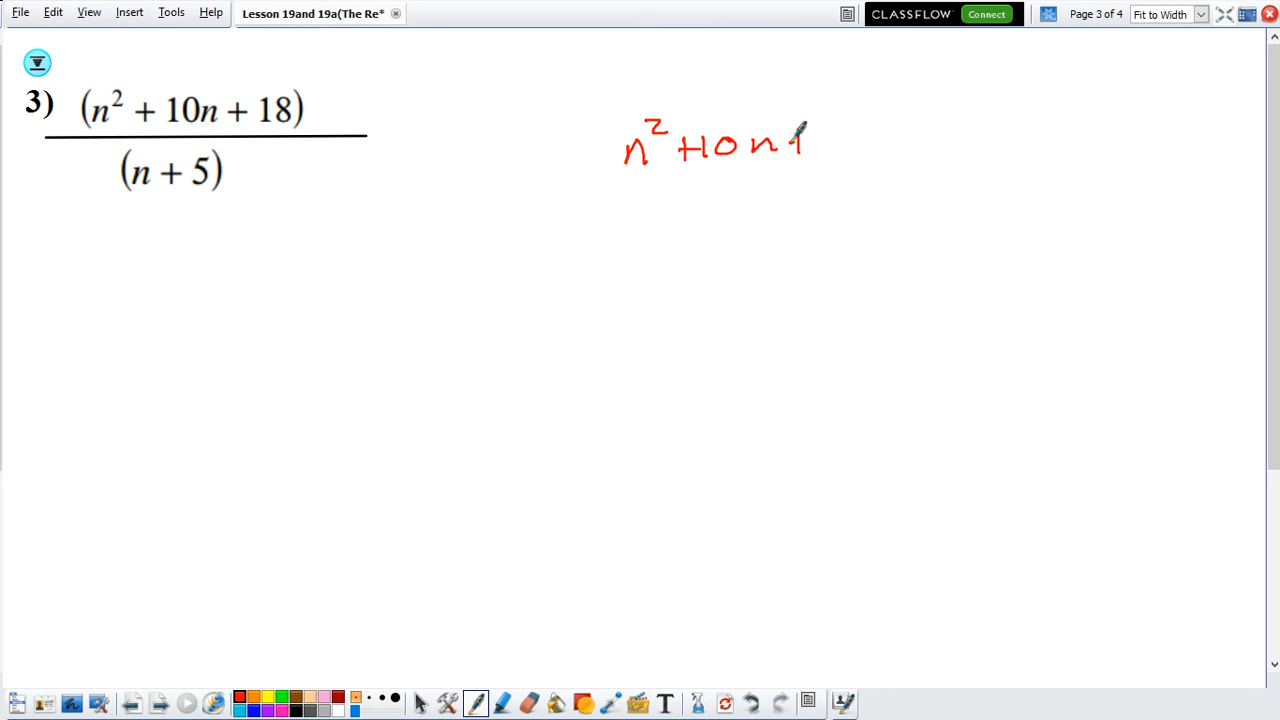 File Edit View Insert Tools Help Lesson 19and 19a(The Re* CLASSFLOW Connect Page 3 of 4 Fit to Width
3) (n² + 10n + 18)
(n + 5)
n² +10n
T